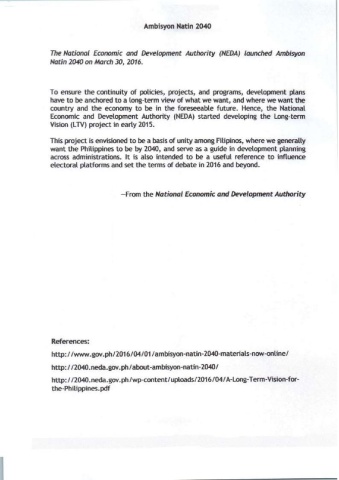 Ambisyon Natin 2040
The National Economic and Development Authority (NEDA) launched Ambisyon
Natin 2040 on March 30, 2016.
To ensure the continuity of policies, projects, and programs, development plans
have to be anchored to a long-term view of what we want, and where we want the
country and the economy to be in the foreseeable future. Hence, the National
Economic and Development Authority (NEDA) started developing the Long-term
Vision (LTV) project in early 2015.
This project is envisioned to be a basis of unity among Filipinos, where we generally
want the Philippines to be by 2040, and serve as a guide in development planning
across administrations. It is also intended to be a useful reference to influence
electoral platforms and set the terms of debate in 2016 and beyond.
—From the National Economic and Development Authority
References:
http://www.gov.ph/2016/04/01/ambisyon-natin-2040-materials-now-online/
http://2040.neda.gov.ph/about-ambisyon-natin-2040/
http://2040.neda.gov.ph/wp-content/uploads/2016/04/A-Long-Term-Vision-for-
the-Philippines.pdf